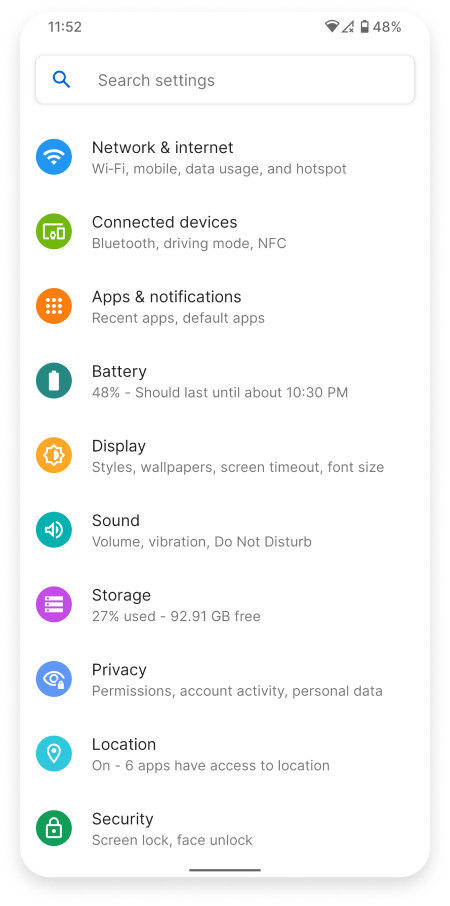 11:52 48%
Search settings
Network & internet
Wi-Fi, mobile, data usage, and hotspot
Connected devices
Bluetooth, driving mode, NFC
Apps & notifications
Recent apps, default apps
Battery
48% - Should last until about 10:30 PM
Display
Styles, wallpapers, screen timeout, font size
Sound
Volume, vibration, Do Not Disturb
Storage
27% used - 92.91 GB free
Privacy
Permissions, account activity, personal data
Location
On - 6 apps have access to location
Security
Screen lock, face unlock